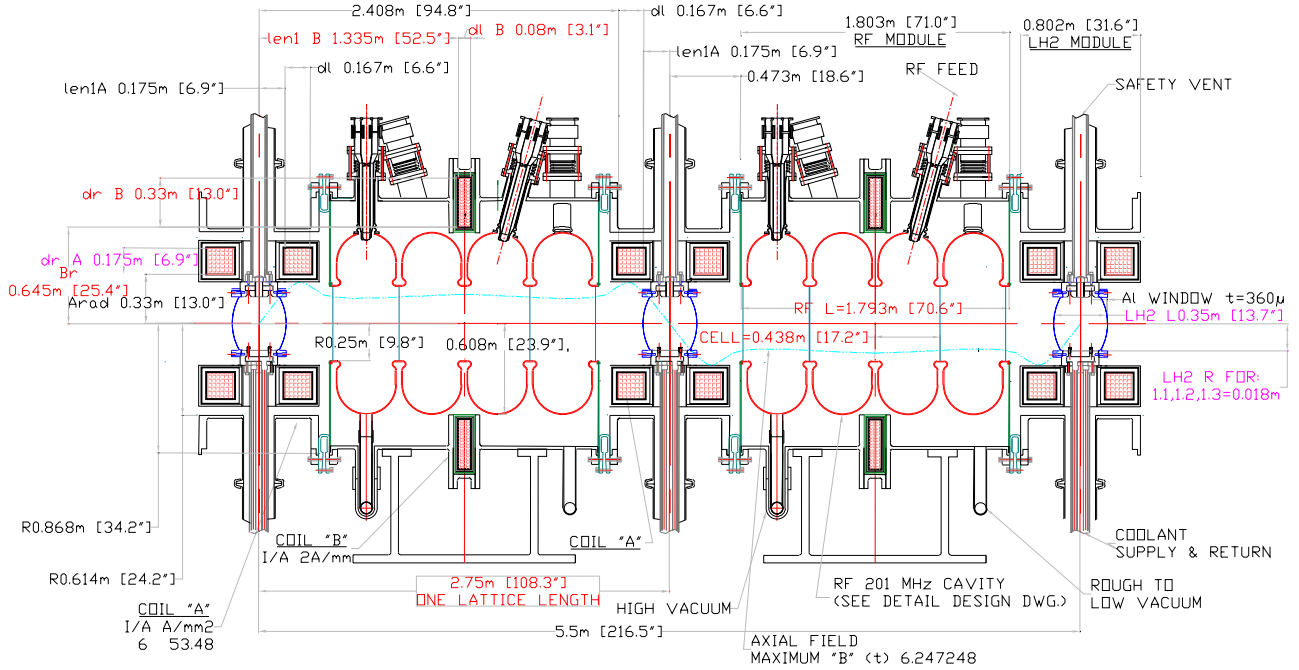 2.408m [94.8"]
dl 0.167m [6.6"]
dl B 0.08m [3.1"]
len1 B 1.335m [52.5"]
len1A 0.175m [6.9"]
dl 0.167m [6.6"]
len1A 0.175m [6.9"]
1.803m [71.0"]
RF MODULE
0.802m [31.6"]
LH2 MODULE
0.473m [18.6"]
RF FEED
SAFETY VENT
dr B 0.33m [13.0"]
dr A 0.175m [6.9"]
Br
0.645m [25.4"]
Arad 0.33m [13.0"]
R0.25m [9.8"]
0.608m [23.9"],
RF L=1.793m [70.6"]
CELL=0.438m [17.2"]
Al WINDOW t=360μ
LH2 L0.35m [13.7"]
LH2 R FOR:
1.1,1.2,1.3=0.018m
R0.868m [34.2"]
R0.614m [24.2"]
COIL "A"
I/A A/mm2
6 53.48
COIL "B"
I/A 2A/mm
COIL "A"
2.75m [108.3"]
ONE LATTICE LENGTH
HIGH VACUUM
5.5m [216.5"]
RF 201 MHz CAVITY
(SEE DETAIL DESIGN DWG.)
AXIAL FIELD
MAXIMUM "B" (t) 6.247248
COOLANT
SUPPLY & RETURN
ROUGH TO
LOW VACUUM